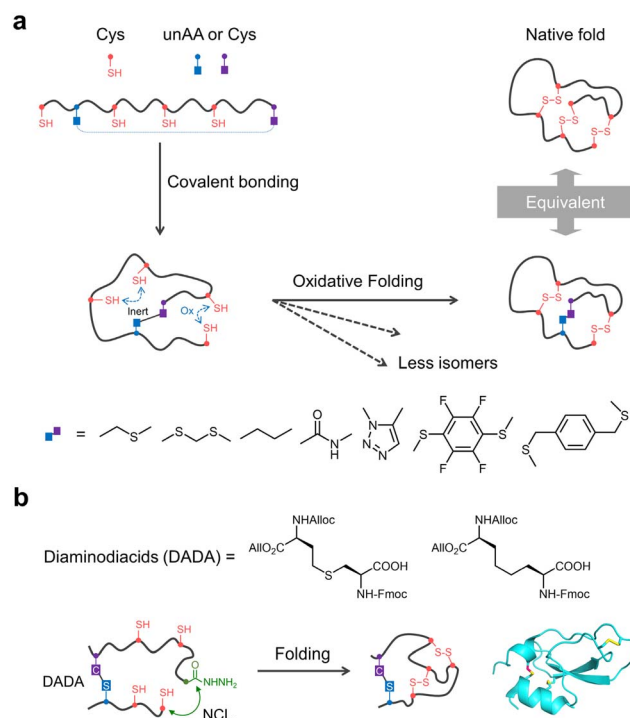 a
Cys
unAA or Cys
Native fold
SH
S-S
S-S
S-S
SH
SH
SH
SH
Covalent bonding
Equivalent
SH
SH
Inert
Ox
SH
SH
Oxidative Folding
Less isomers
S-S
S-S
=
S
S
S
O
N
H
N
N=N
F
F
S
S
F
F
S
S
b
Diaminodiacids (DADA) =
NHAlloc
AllO2C
S
COOH
NH-Fmoc
NHAlloc
AllO2C
COOH
NH-Fmoc
SH
SH
O
NHNH2
C
S
DADA
SH
SH
NCL
Folding
S-S
S-S
C
S